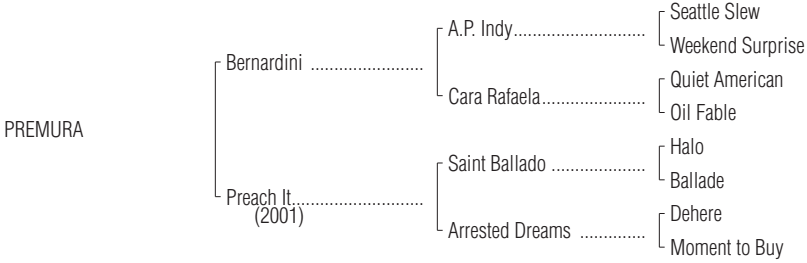 Seattle Slew
A.P. Indy..............................
Weekend Surprise
Bernardini .........................
Quiet American
Cara Rafaela.......................
Oil Fable
PREMURA
Halo
Saint Ballado .....................
Ballade
Preach It.............................
(2001)
Dehere
Arrested Dreams ...............
Moment to Buy